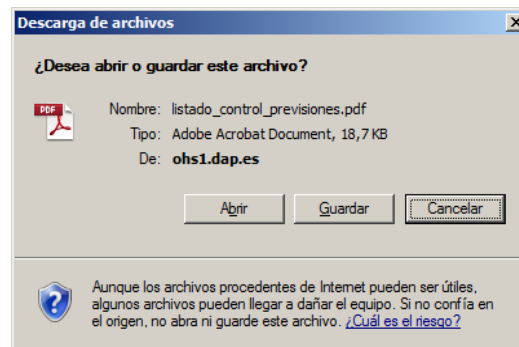 Descarga de archivos
¿Desea abrir o guardar este archivo?
PDF
Nombre: listado_control_previsiones.pdf
Tipo: Adobe Acrobat Document, 18,7 KB
De: ohs1.dap.es
Abrir Guardar Cancelar
Aunque los archivos procedentes de Internet pueden ser útiles,
algunos archivos pueden llegar a dañar el equipo. Si no confía en
el origen, no abra ni guarde este archivo. ¿Cuál es el riesgo?